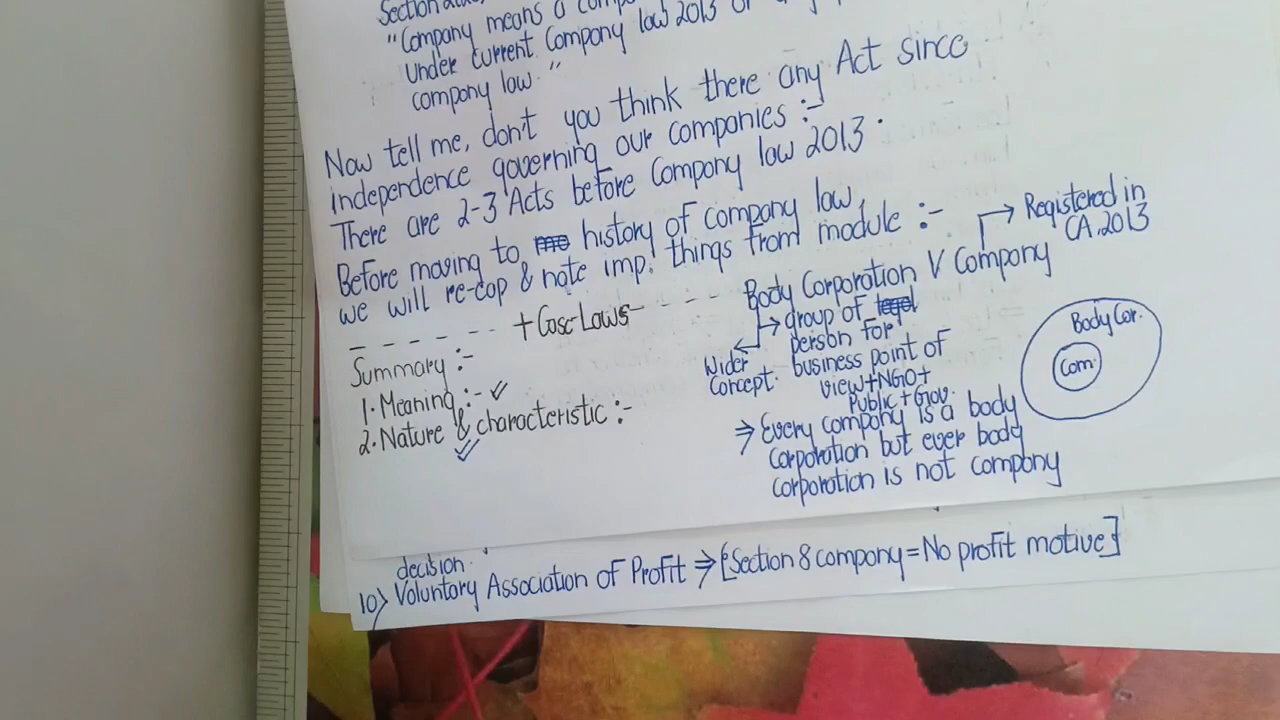 "Company means a
Under current Company law 2013 or
company law."
Now tell me, don't you think there any Act since
independence governing our companies :-
There are 2-3 Acts before Company law 2013.
Before moving to history of company law,
we will re-cap & note imp. things from module :-
+ Case-Laws
Summary :-
1. Meaning :- ✓
2. Nature & characteristic :-
Body Corporation V Company
→ Registered in
CA.2013
→ group of
person for
business point of
view+NGO+
Public+Gov.
Wider
Concept.
Body Cor.
Com.
⇒ Every company is a body
corporation but ever body
corporation is not company
decision.
10) Voluntary Association of Profit ⇒ [Section 8 company = No profit motive]